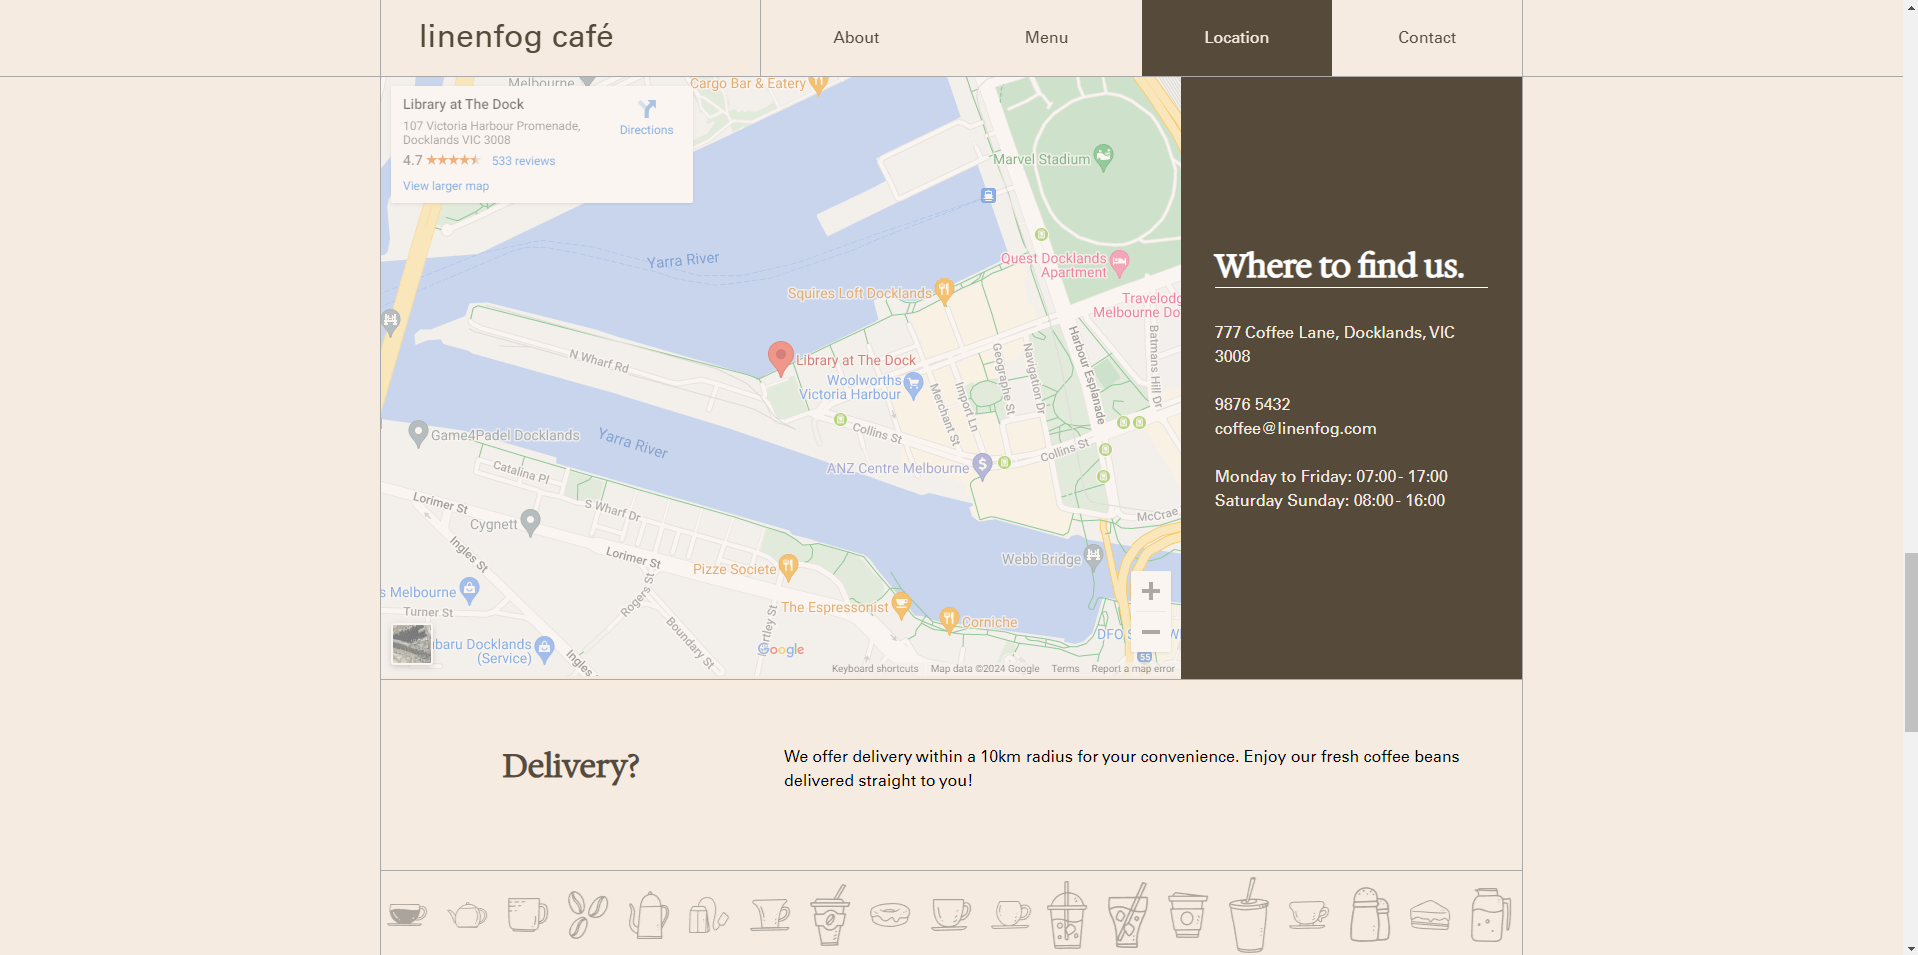 linenfog café
About
Menu
Location
Contact
Melbourne
Cargo Bar & Eatery
Library at The Dock
107 Victoria Harbour Promenade,
Docklands VIC 3008
4.7
533 reviews
View larger map
Directions
Marvel Stadium
Yarra River
Quest Docklands
Apartment
Squires Loft Docklands
Travelodg
Melbourne Do
N Wharf Rd
Library at The Dock
Woolworths
Victoria Harbour
Geographe St
Navigation Dr
Harbour Esplanade
Batmans Hill Dr
Merchant St
Import Ln
Game4Padel Docklands
Yarra River
Collins St
Collins St
ANZ Centre Melbourne
Catalina Pl
Lorimer St
S Wharf Dr
Cygnett
McCrae
Ingles St
Lorimer St
Webb Bridge
Pizze Societe
s Melbourne
Turner St
Rogers St
The Espressonist
Corniche
Boundary St
Hartley St
DFO S
baru Docklands
(Service)
Ingles
55
Google
Keyboard shortcuts
Map data ©2024 Google
Terms
Report a map error
Where to find us.
777 Coffee Lane, Docklands, VIC
3008
9876 5432
coffee@linenfog.com
Monday to Friday: 07:00 - 17:00
Saturday Sunday: 08:00 - 16:00
Delivery?
We offer delivery within a 10km radius for your convenience. Enjoy our fresh coffee beans
delivered straight to you!